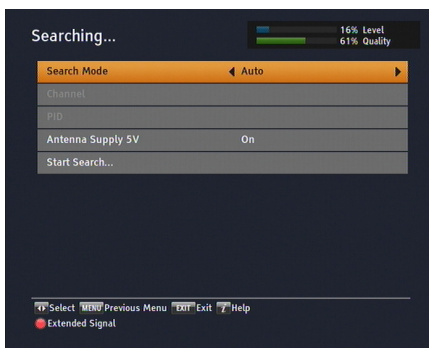 Searching...
16% Level
61% Quality
Search Mode Auto
Channel
PID
Antenna Supply 5V On
Start Search...
Select MENU Previous Menu EXIT Exit i Help
Extended Signal